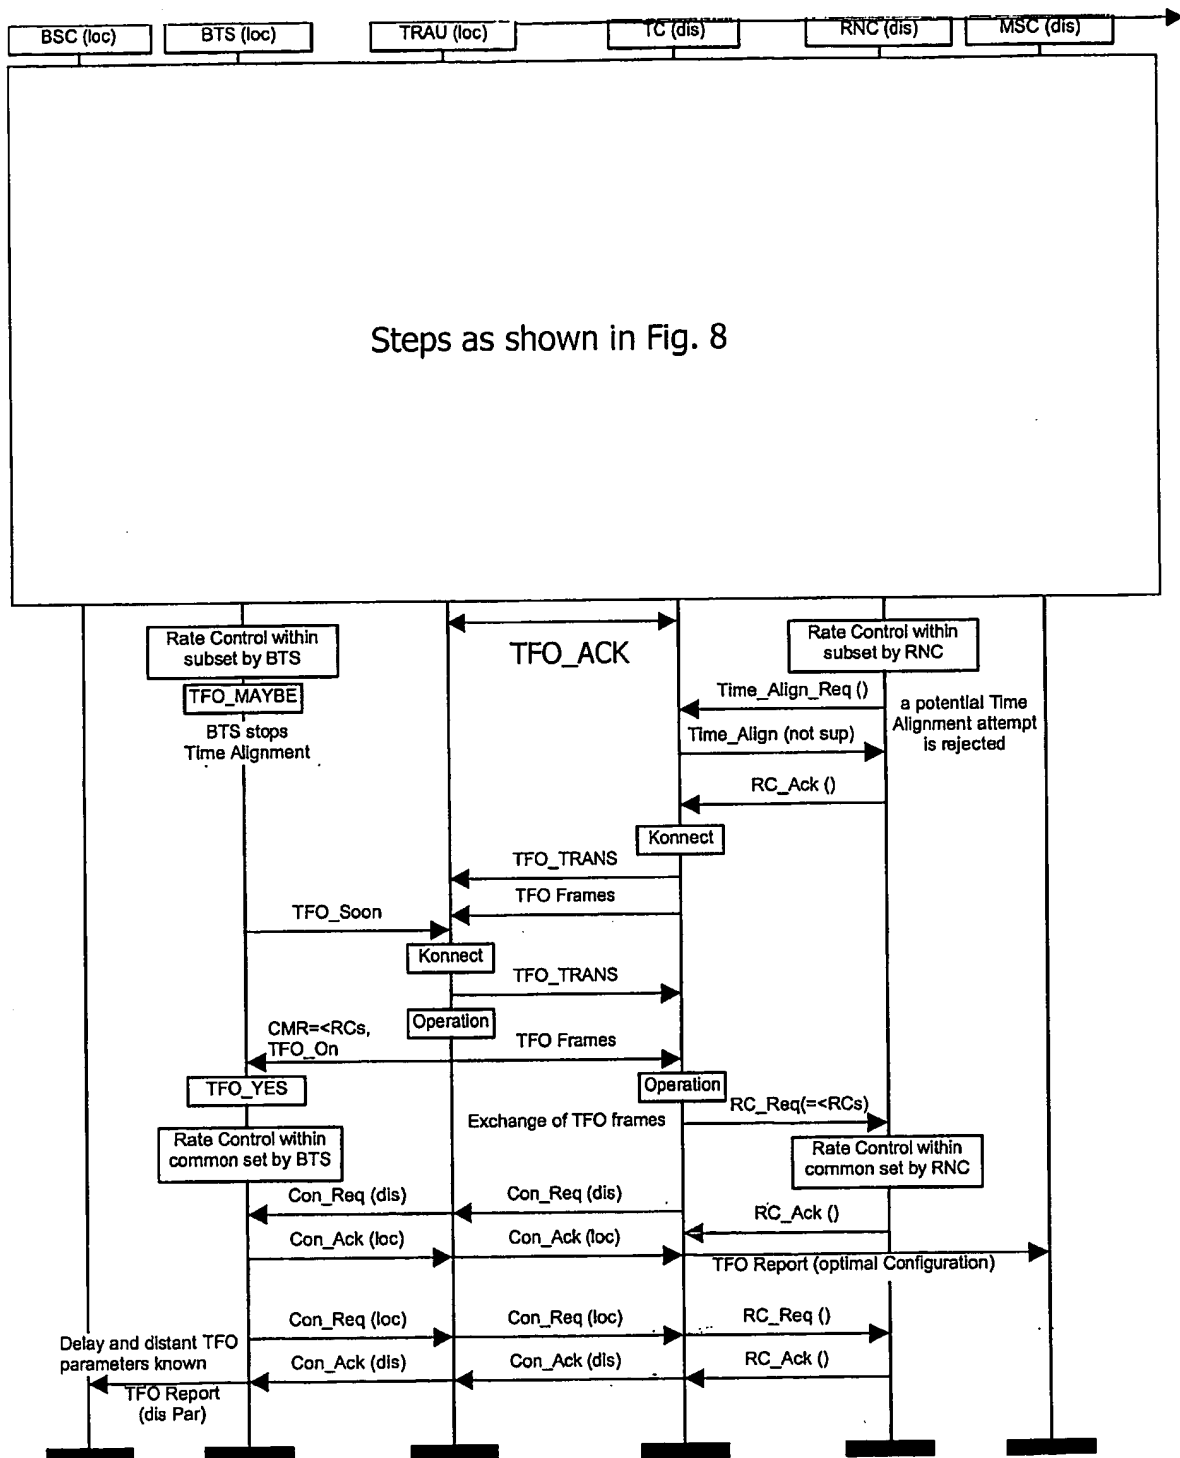 BSC (loc)
BTS (loc)
TRAU (loc)
TC (dis)
RNC (dis)
MSC (dis)
Steps as shown in Fig. 8
Rate Control within
subset by BTS
TFO_ACK
Rate Control within
subset by RNC
TFO_MAYBE
Time_Align_Req ()
BTS stops
Time Alignment
a potential Time
Alignment attempt
is rejected
Time_Align (not sup)
RC_Ack ()
Konnect
TFO_TRANS
TFO Frames
TFO_Soon
Konnect
TFO_TRANS
Operation
CMR=<RCs,
TFO_On
TFO Frames
TFO_YES
Operation
Exchange of TFO frames
RC_Req(=<RCs)
Rate Control within
common set by BTS
Rate Control within
common set by RNC
Con_Req (dis)
Con_Req (dis)
RC_Ack ()
Con_Ack (loc)
Con_Ack (loc)
TFO Report (optimal Configuration)
Con_Req (loc)
Con_Req (loc)
RC_Req ()
Delay and distant TFO
parameters known
Con_Ack (dis)
Con_Ack (dis)
RC_Ack ()
TFO Report
(dis Par)